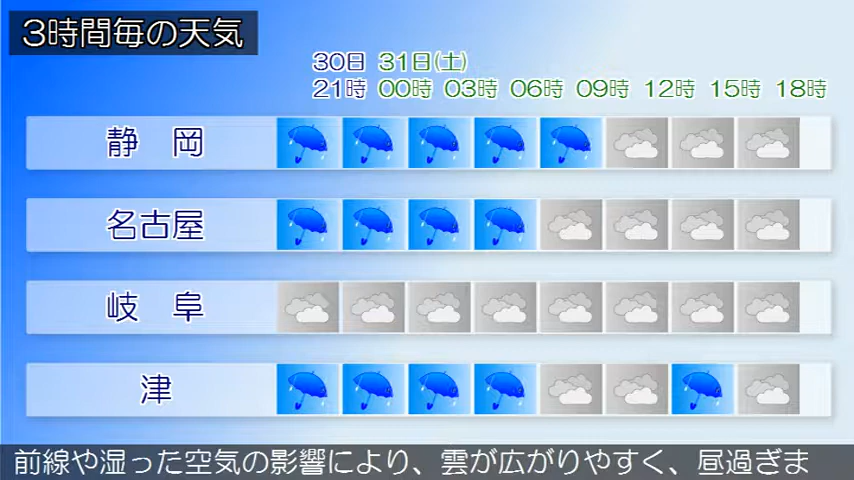 3時間毎の天気
30日 31日(土)
21時 00時 03時 06時 09時 12時 15時 18時
静 岡
名古屋
岐 阜
津
前線や湿った空気の影響により、雲が広がりやすく、昼過ぎま